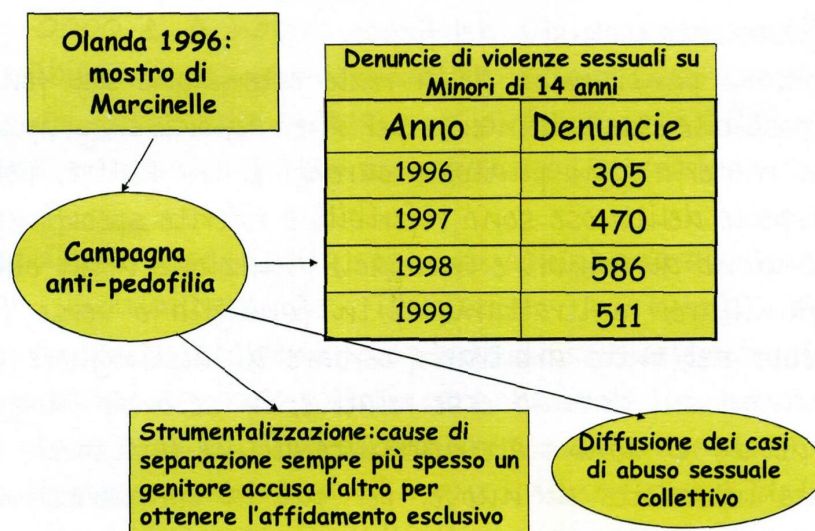 Olanda 1996:
mostro di
Marcinelle
Denuncie di violenze sessuali su
Minori di 14 anni
Anno Denuncie
1996 305
1997 470
1998 586
1999 511
Campagna
anti-pedofilia
Strumentalizzazione:cause di
separazione sempre più spesso un
genitore accusa l'altro per
ottenere l'affidamento esclusivo
Diffusione dei casi
di abuso sessuale
collettivo